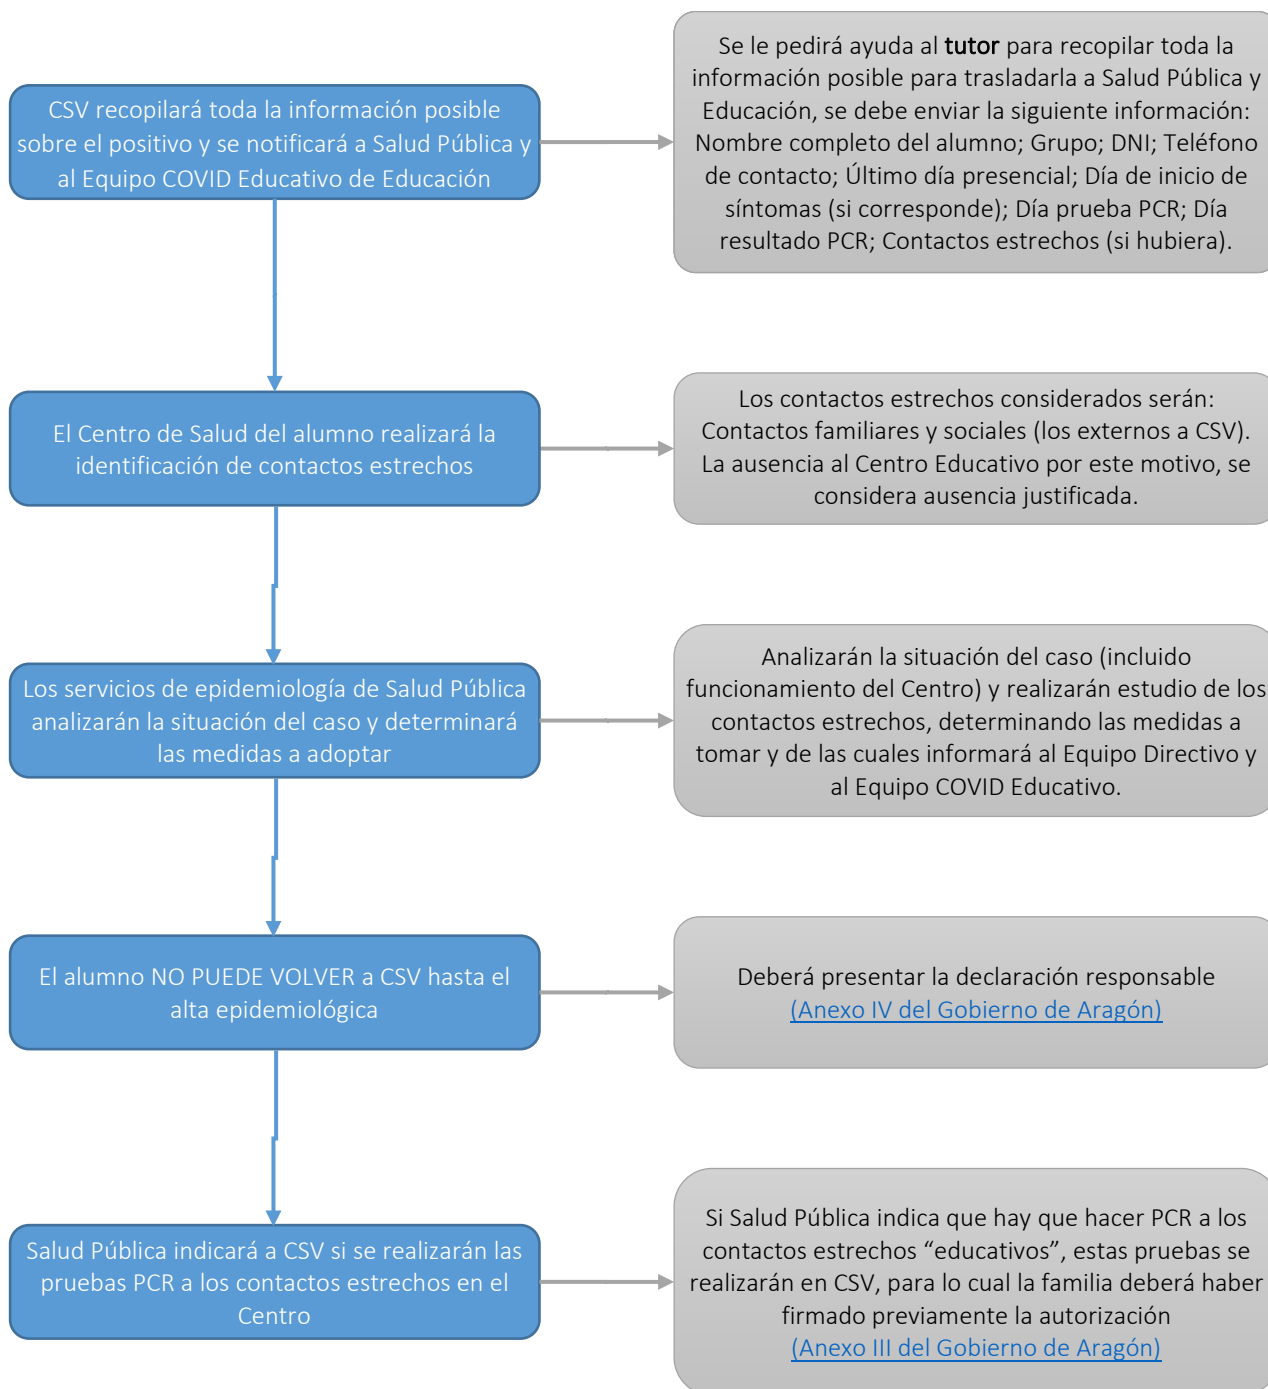 CSV recopilará toda la información posible
sobre el positivo y se notificará a Salud Pública y
al Equipo COVID Educativo de Educación
Se le pedirá ayuda al tutor para recopilar toda la
información posible para trasladarla a Salud Pública y
Educación, se debe enviar la siguiente información:
Nombre completo del alumno; Grupo; DNI; Teléfono
de contacto; Último día presencial; Día de inicio de
síntomas (si corresponde); Día prueba PCR; Día
resultado PCR; Contactos estrechos (si hubiera).
El Centro de Salud del alumno realizará la
identificación de contactos estrechos
Los contactos estrechos considerados serán:
Contactos familiares y sociales (los externos a CSV).
La ausencia al Centro Educativo por este motivo, se
considera ausencia justificada.
Los servicios de epidemiología de Salud Pública
analizarán la situación del caso y determinará
las medidas a adoptar
Analizarán la situación del caso (incluido
funcionamiento del Centro) y realizarán estudio de los
contactos estrechos, determinando las medidas a
tomar y de las cuales informará al Equipo Directivo y
al Equipo COVID Educativo.
El alumno NO PUEDE VOLVER a CSV hasta el
alta epidemiológica
Deberá presentar la declaración responsable
(Anexo IV del Gobierno de Aragón)
Salud Pública indicará a CSV si se realizarán las
pruebas PCR a los contactos estrechos en el
Centro
Si Salud Pública indica que hay que hacer PCR a los
contactos estrechos “educativos”, estas pruebas se
realizarán en CSV, para lo cual la familia deberá haber
firmado previamente la autorización
(Anexo III del Gobierno de Aragón)